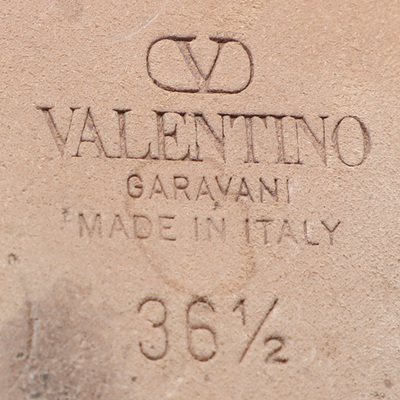 V
VALENTINO
GARAVANI
MADE IN ITALY
36½